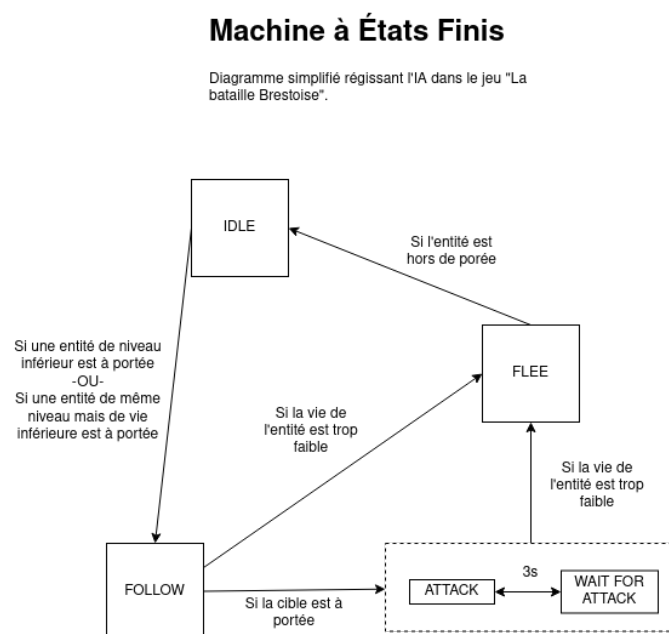 Machine à États Finis
Diagramme simplifié régissant l'IA dans le jeu "La
bataille Brestoise".
IDLE
Si l'entité est
hors de porée
Si une entité de niveau
inférieur est à portée
-OU-
Si une entité de même
niveau mais de vie
inférieure est à portée
FLEE
Si la vie de
l'entité est trop
faible
Si la vie de
l'entité est trop
faible
FOLLOW
Si la cible est à
portée
ATTACK
3s
WAIT FOR
ATTACK